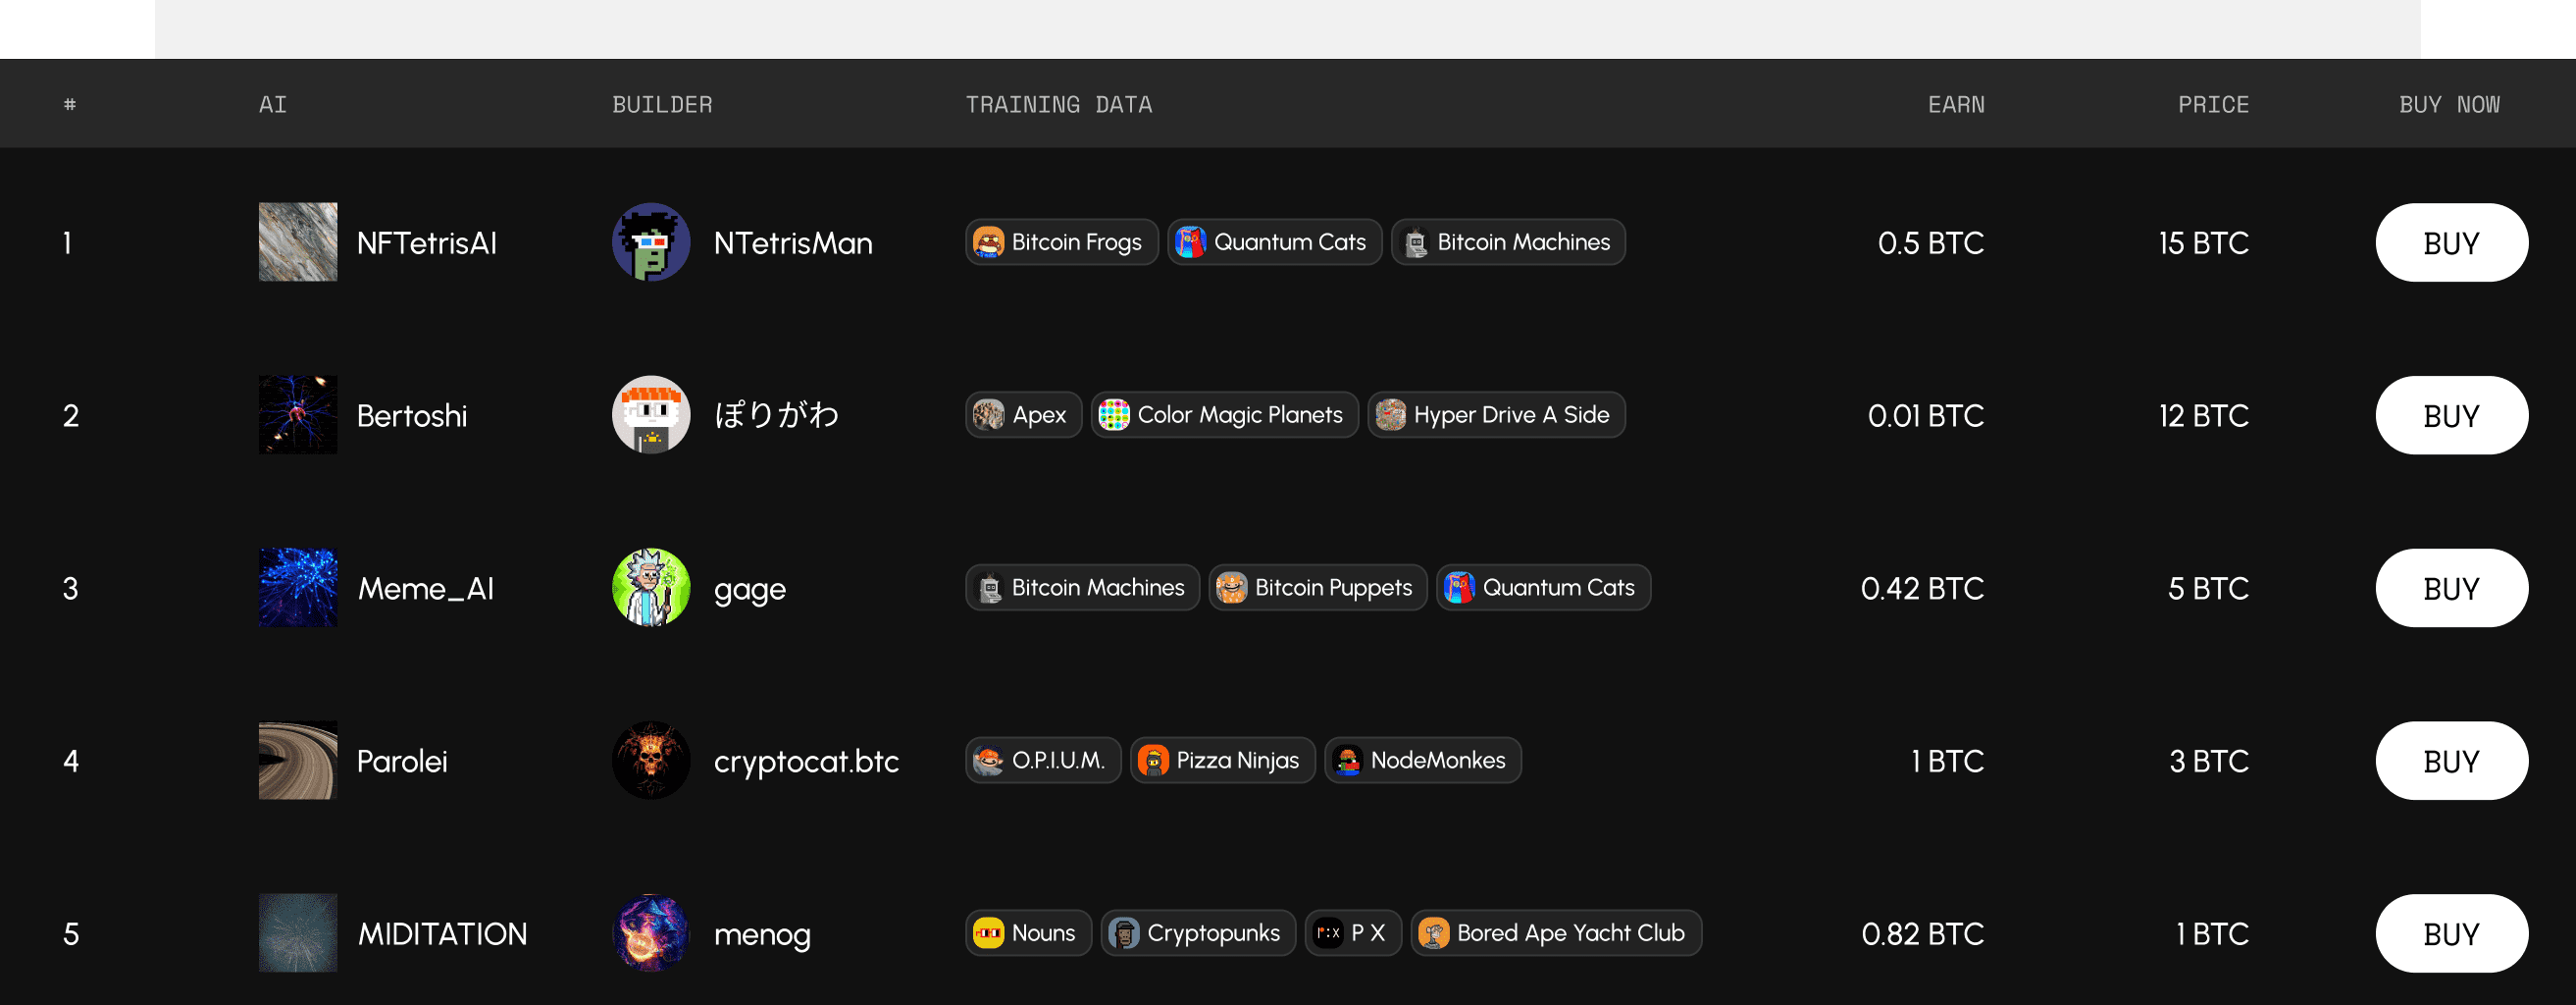 # AI BUILDER TRAINING DATA EARN PRICE BUY NOW
1 NFTetrisAI NTetrisMan Bitcoin Frogs Quantum Cats Bitcoin Machines 0.5 BTC 15 BTC BUY
2 Bertoshi ぽりがわ Apex Color Magic Planets Hyper Drive A Side 0.01 BTC 12 BTC BUY
3 Meme_AI gage Bitcoin Machines Bitcoin Puppets Quantum Cats 0.42 BTC 5 BTC BUY
4 Parolei cryptocat.btc O.P.I.U.M. Pizza Ninjas NodeMonkes 1 BTC 3 BTC BUY
5 MIDITATION menog Nouns Cryptopunks P X Bored Ape Yacht Club 0.82 BTC 1 BTC BUY